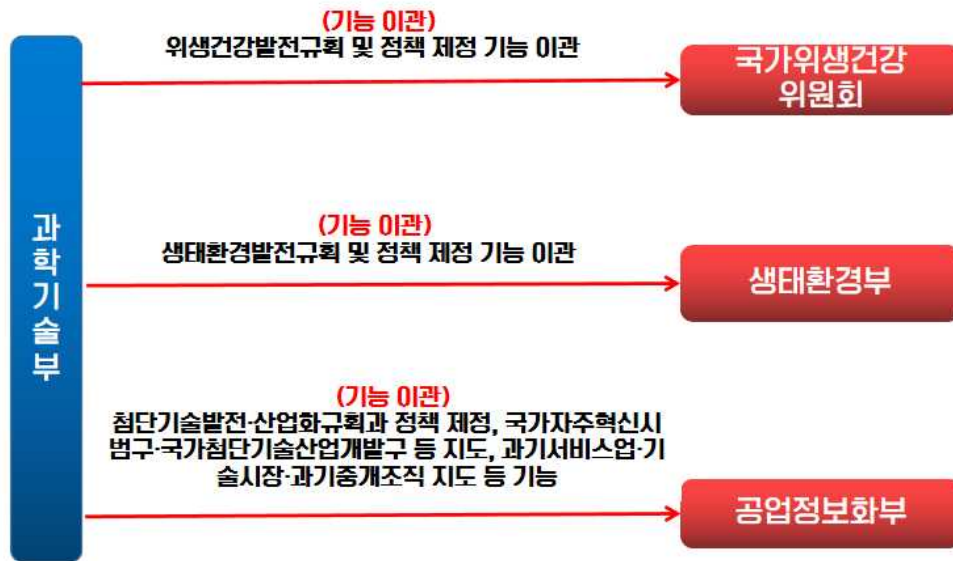 (기능 이관)
위생건강발전규획 및 정책 제정 기능 이관
국가위생건강
위원회
과학기술부
(기능 이관)
생태환경발전규획 및 정책 제정 기능 이관
생태환경부
(기능 이관)
첨단기술발전·산업화규획과 정책 제정, 국가자주혁신시
범구·국가첨단기술산업개발구 등 지도, 과기서비스업·기
술시장·과기중개조직 지도 등 기능
공업정보화부